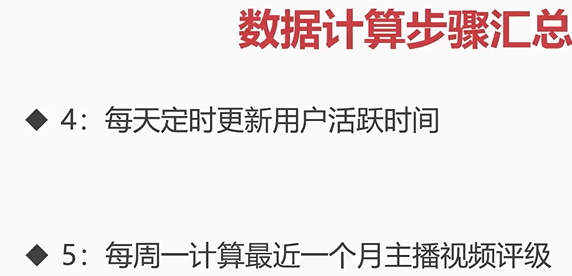 数据计算步骤汇总
◆ 4：每天定时更新用户活跃时间
◆ 5：每周一计算最近一个月主播视频评级